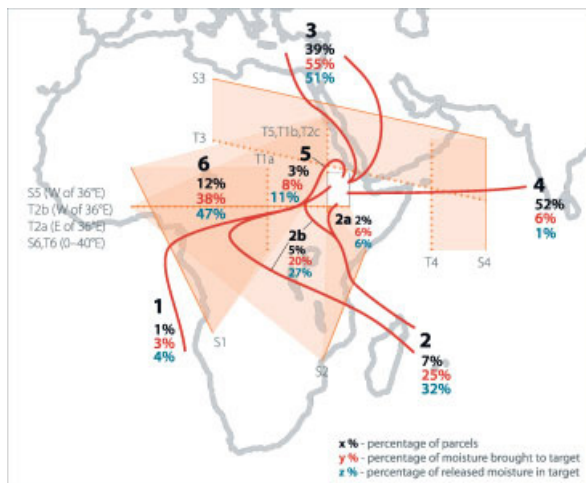 3
39%
55%
51%
S3
T3
T5,T1b,T2c
T1a
5
3%
8%
11%
6
12%
38%
47%
4
52%
6%
1%
S5 (W of 36°E)
T2b (W of 36°E)
T2a (E of 36°E)
S6,T6 (0–40°E)
2a 2%
6%
6%
2b
5%
20%
27%
T4
S4
1
1%
3%
4%
S1
S2
2
7%
25%
32%
x % - percentage of parcels
y % - percentage of moisture brought to target
z % - percentage of released moisture in target